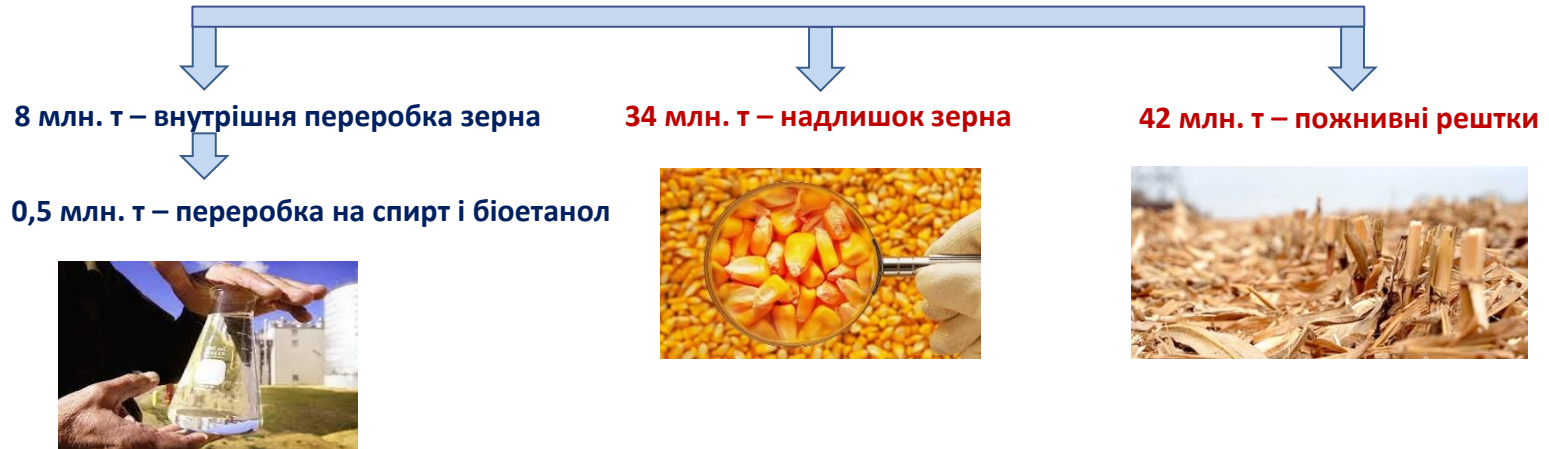 8 млн. т – внутрішня переробка зерна
34 млн. т – надлишок зерна
42 млн. т – пожнивні рештки
0,5 млн. т – переробка на спирт і біоетанол